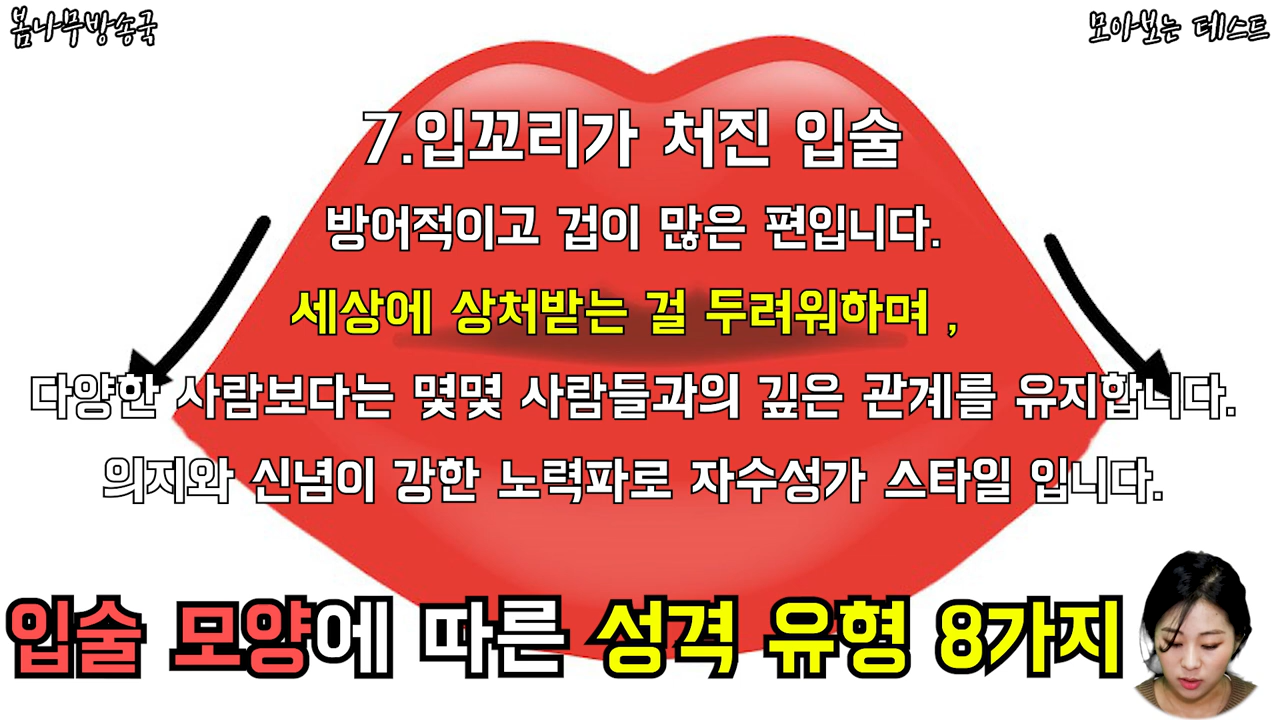 봄나무방송국
모아보는 테스트
7.입꼬리가 처진 입술
방어적이고 겁이 많은 편입니다.
세상에 상처받는 걸 두려워하며 ,
다양한 사람보다는 몇몇 사람들과의 깊은 관계를 유지합니다.
의지와 신념이 강한 노력파로 자수성가 스타일 입니다.
입술 모양에 따른 성격 유형 8가지